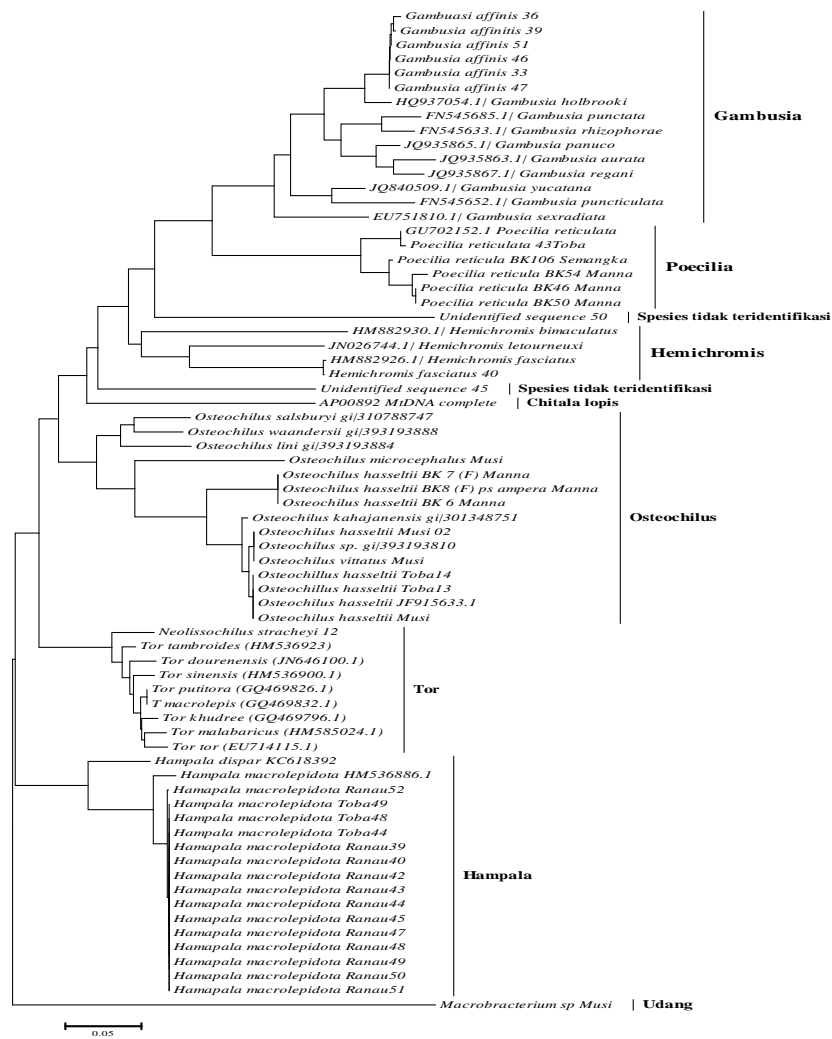 Gambuasi affinis 36
Gambusia affinitis 39
Gambusia affinis 51
Gambusia affinis 46
Gambusia affinis 33
Gambusia affinis 47
HQ937054.1| Gambusia holbrooki
FN545685.1| Gambusia punctata
Gambusia
FN545633.1| Gambusia rhizophorae
JQ935865.1| Gambusia panuco
JQ935863.1| Gambusia aurata
JQ935867.1| Gambusia regani
JQ840509.1| Gambusia yucatana
FN545652.1| Gambusia puncticulata
EU751810.1| Gambusia sexradiata
GU702152.1 Poecilia reticulata
Poecilia reticulata 43Toba
Poecilia reticula BK106 Semangka
Poecilia
Poecilia reticula BK54 Manna
Poecilia reticula BK46 Manna
Poecilia reticula BK50 Manna
Unidentified sequence 50 Spesies tidak teridentifikasi
HM882930.1| Hemichromis bimaculatus
JN026744.1| Hemichromis letourneuxi
Hemichromis
HM882926.1| Hemichromis fasciatus
Hemichromis fasciatus 40
Unidentified sequence 45 Spesies tidak teridentifikasi
AP00892 MtDNA complete Chitala lopis
Osteochilus salsburyi gi|310788747
Osteochilus waandersii gi|393193888
Osteochilus lini gi|393193884
Osteochilus microcephalus Musi
Osteochilus hasseltii BK 7 (F) Manna
Osteochilus hasseltii BK8 (F) ps ampera Manna
Osteochilus hasseltii BK 6 Manna
Osteochilus kahajanensis gi|301348751
Osteochilus
Osteochilus hasseltii Musi 02
Osteochilus sp. gi|393193810
Osteochilus vittatus Musi
Osteochillus hasseltii Toba14
Osteochillus hasseltii Toba13
Osteochilus hasseltii JF915633.1
Osteochilus hasseltii Musi
Neolissochilus stracheyi 12
Tor tambroides (HM536923)
Tor dourenensis (JN646100.1)
Tor sinensis (HM536900.1)
Tor putitora (GQ469826.1)
Tor
T macrolepis (GQ469832.1)
Tor khudree (GQ469796.1)
Tor malabaricus (HM585024.1)
Tor tor (EU714115.1)
Hampala dispar KC618392
Hampala macrolepidota HM536886.1
Hamapala macrolepidota Ranau52
Hampala macrolepidota Toba49
Hampala macrolepidota Toba48
Hampala macrolepidota Toba44
Hamapala macrolepidota Ranau39
Hamapala macrolepidota Ranau40
Hampala
Hamapala macrolepidota Ranau42
Hamapala macrolepidota Ranau43
Hamapala macrolepidota Ranau44
Hamapala macrolepidota Ranau45
Hamapala macrolepidota Ranau47
Hamapala macrolepidota Ranau48
Hamapala macrolepidota Ranau49
Hamapala macrolepidota Ranau50
Hamapala macrolepidota Ranau51
Macrobracterium sp Musi Udang
0.05